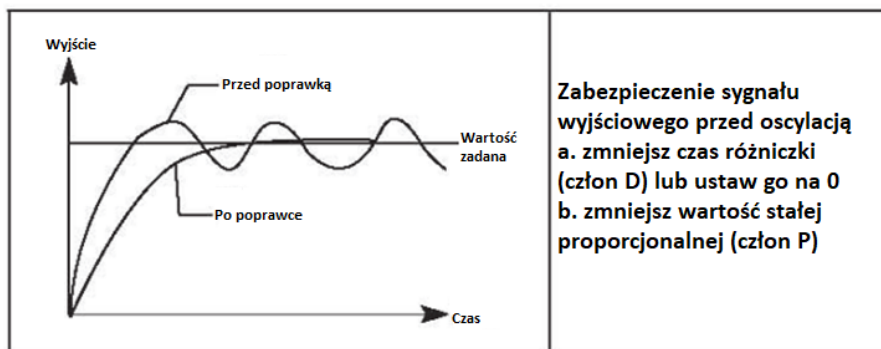 Wyjście
Przed poprawką
Wartość
zadana
Po poprawce
Czas
Zabezpieczenie sygnału
wyjściowego przed oscylacją
a. zmniejsz czas różniczki
(człon D) lub ustaw go na 0
b. zmniejsz wartość stałej
proporcjonalnej (człon P)